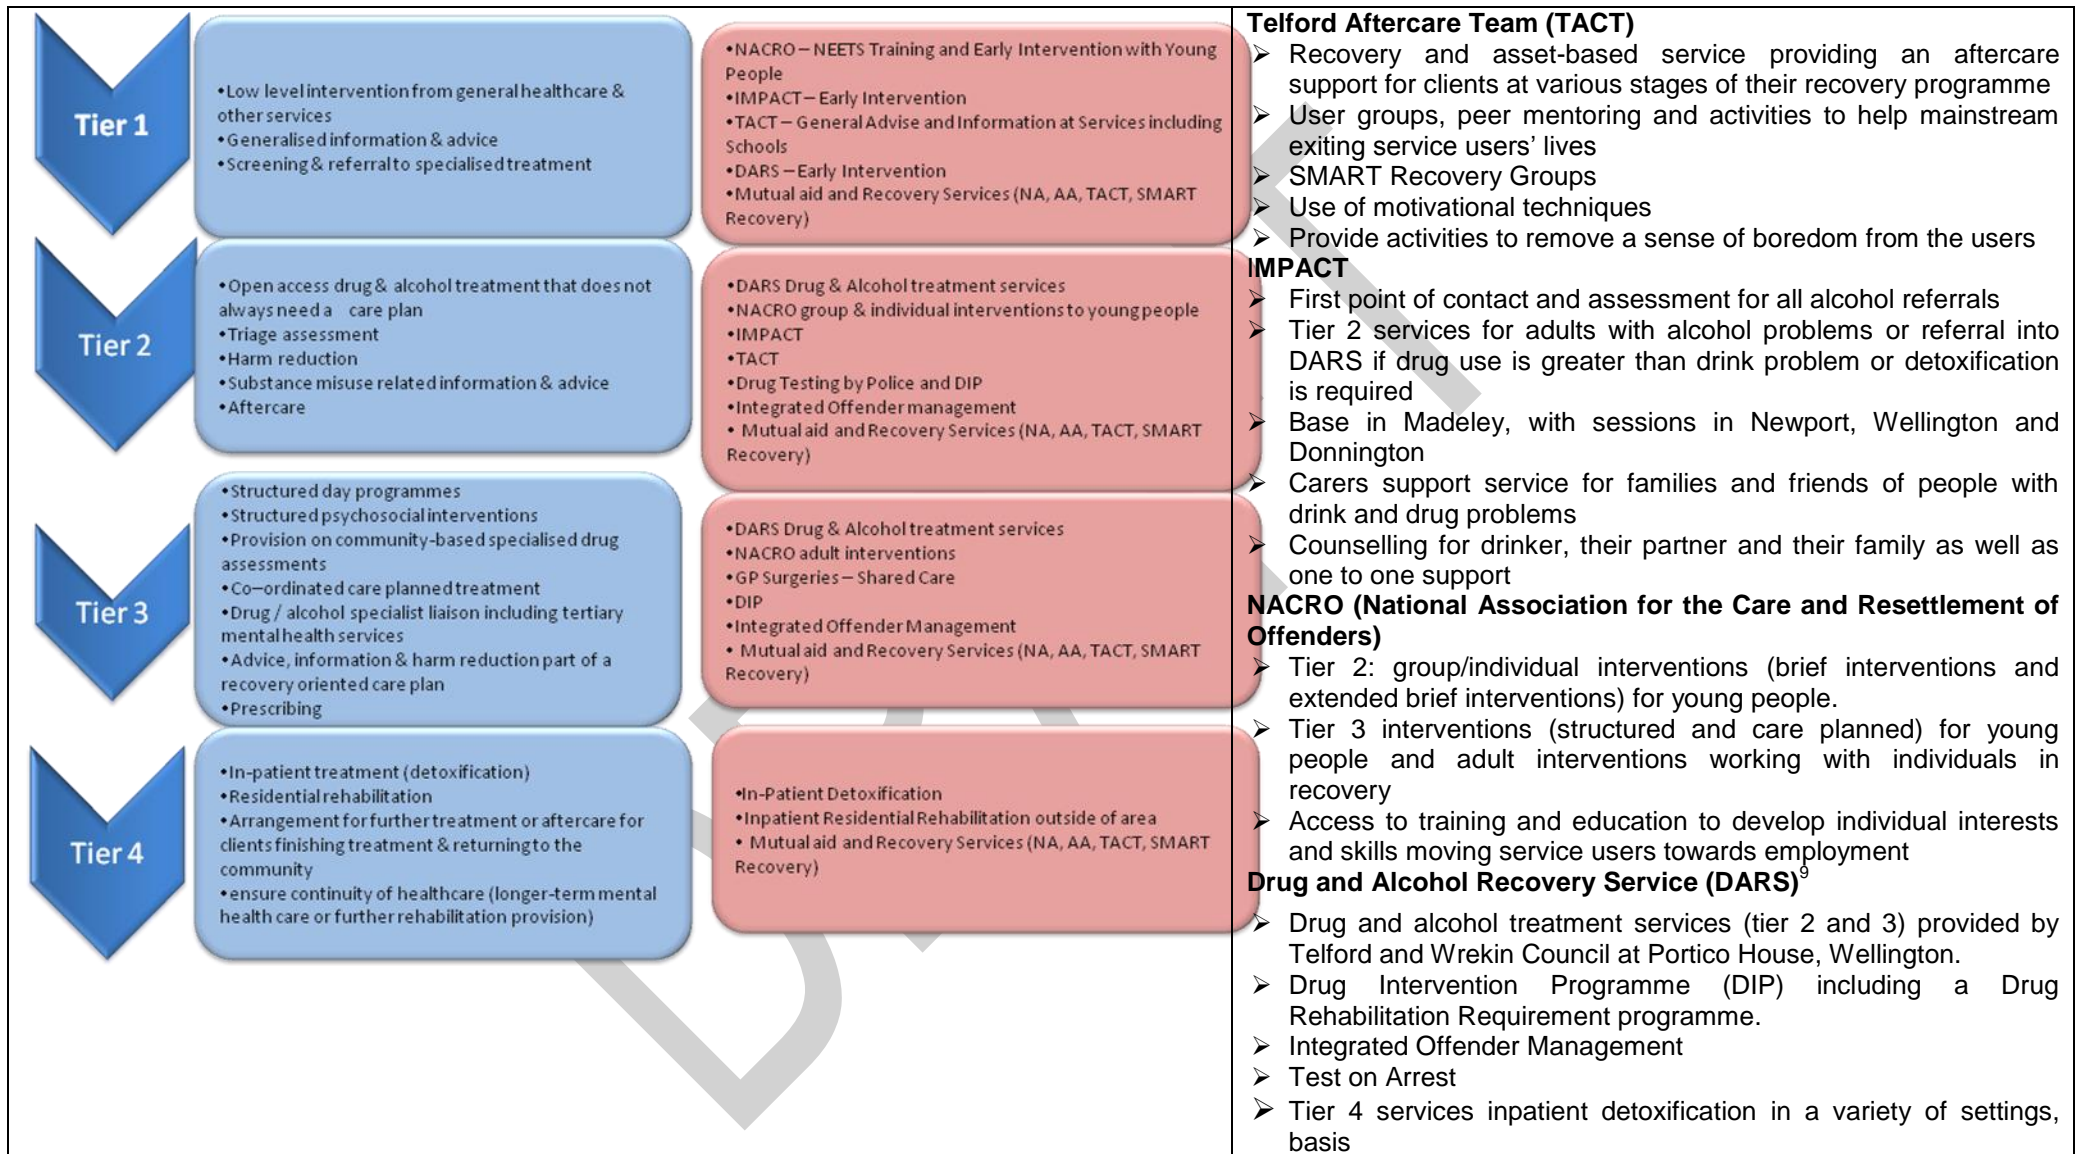 Tier 1
•Low level intervention from general healthcare &
other services
•Generalised information & advice
•Screening & referral to specialised treatment
•NACRO – NEETS Training and Early Intervention with Young
People
•IMPACT – Early Intervention
•TACT – General Advise and Information at Services including
Schools
•DARS – Early Intervention
•Mutual aid and Recovery Services (NA, AA, TACT, SMART
Recovery)
Tier 2
•Open access drug & alcohol treatment that does not
always need a care plan
•Triage assessment
•Harm reduction
•Substance misuse related information & advice
•Aftercare
•DARS Drug & Alcohol treatment services
•NACRO group & individual interventions to young people
•IMPACT
•TACT
•Drug Testing by Police and DIP
•Integrated Offender management
• Mutual aid and Recovery Services (NA, AA, TACT, SMART
Recovery)
Tier 3
•Structured day programmes
•Structured psychosocial interventions
•Provision on community-based specialised drug
assessments
•Co–ordinated care planned treatment
•Drug / alcohol specialist liaison including tertiary
mental health services
•Advice, information & harm reduction part of a
recovery oriented care plan
•Prescribing
•DARS Drug & Alcohol treatment services
•NACRO adult interventions
•GP Surgeries – Shared Care
•DIP
•Integrated Offender Management
• Mutual aid and Recovery Services (NA, AA, TACT, SMART
Recovery)
Tier 4
•In-patient treatment (detoxification)
•Residential rehabilitation
•Arrangement for further treatment or aftercare for
clients finishing treatment & returning to the
community
•ensure continuity of healthcare (longer-term mental
health care or further rehabilitation provision)
•In-Patient Detoxification
•Inpatient Residential Rehabilitation outside of area
• Mutual aid and Recovery Services (NA, AA, TACT, SMART
Recovery)
Telford Aftercare Team (TACT)
➢ Recovery and asset-based service providing an aftercare
support for clients at various stages of their recovery programme
➢ User groups, peer mentoring and activities to help mainstream
exiting service users' lives
➢ SMART Recovery Groups
➢ Use of motivational techniques
➢ Provide activities to remove a sense of boredom from the users
IMPACT
➢ First point of contact and assessment for all alcohol referrals
➢ Tier 2 services for adults with alcohol problems or referral into
DARS if drug use is greater than drink problem or detoxification
is required
➢ Base in Madeley, with sessions in Newport, Wellington and
Donnington
➢ Carers support service for families and friends of people with
drink and drug problems
➢ Counselling for drinker, their partner and their family as well as
one to one support
NACRO (National Association for the Care and Resettlement of
Offenders)
➢ Tier 2: group/individual interventions (brief interventions and
extended brief interventions) for young people.
➢ Tier 3 interventions (structured and care planned) for young
people and adult interventions working with individuals in
recovery
➢ Access to training and education to develop individual interests
and skills moving service users towards employment
Drug and Alcohol Recovery Service (DARS)9
➢ Drug and alcohol treatment services (tier 2 and 3) provided by
Telford and Wrekin Council at Portico House, Wellington.
➢ Drug Intervention Programme (DIP) including a Drug
Rehabilitation Requirement programme.
➢ Integrated Offender Management
➢ Test on Arrest
➢ Tier 4 services inpatient detoxification in a variety of settings,
basis